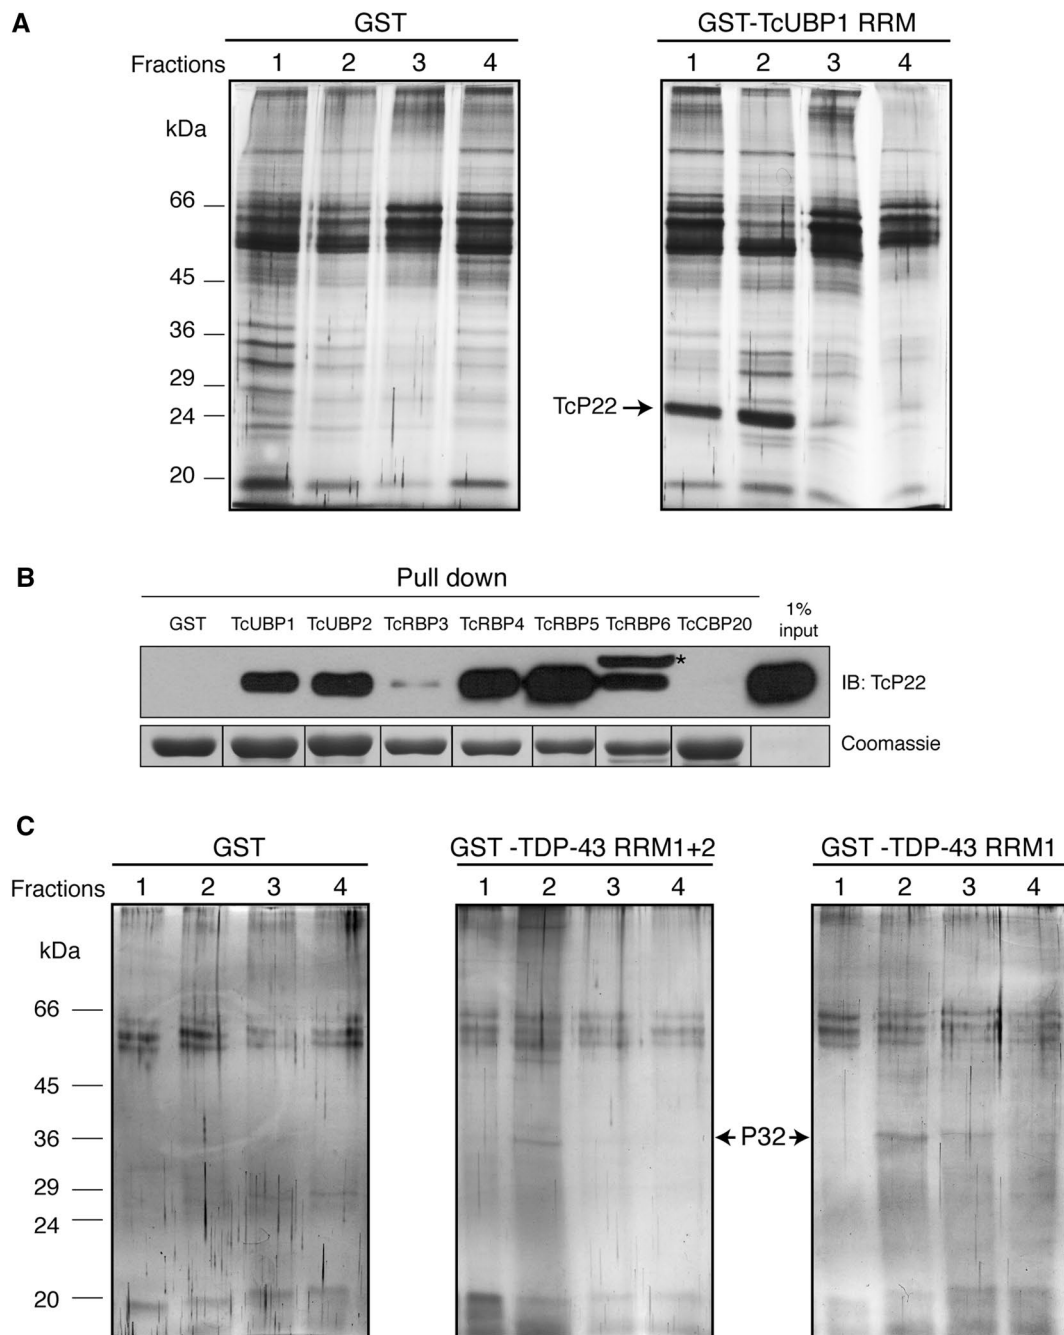 A
GST
GST-TcUBP1 RRM
Fractions 1 2 3 4
1 2 3 4
kDa
66
45
36
29
24
20
TcP22
B
Pull down
GST TcUBP1 TcUBP2 TcRBP3 TcRBP4 TcRBP5 TcRBP6 TcCBP20
1%
input
*
IB: TcP22
Coomassie
C
GST
GST -TDP-43 RRM1+2
GST -TDP-43 RRM1
Fractions 1 2 3 4
1 2 3 4
1 2 3 4
kDa
66
45
36
29
24
20
P32